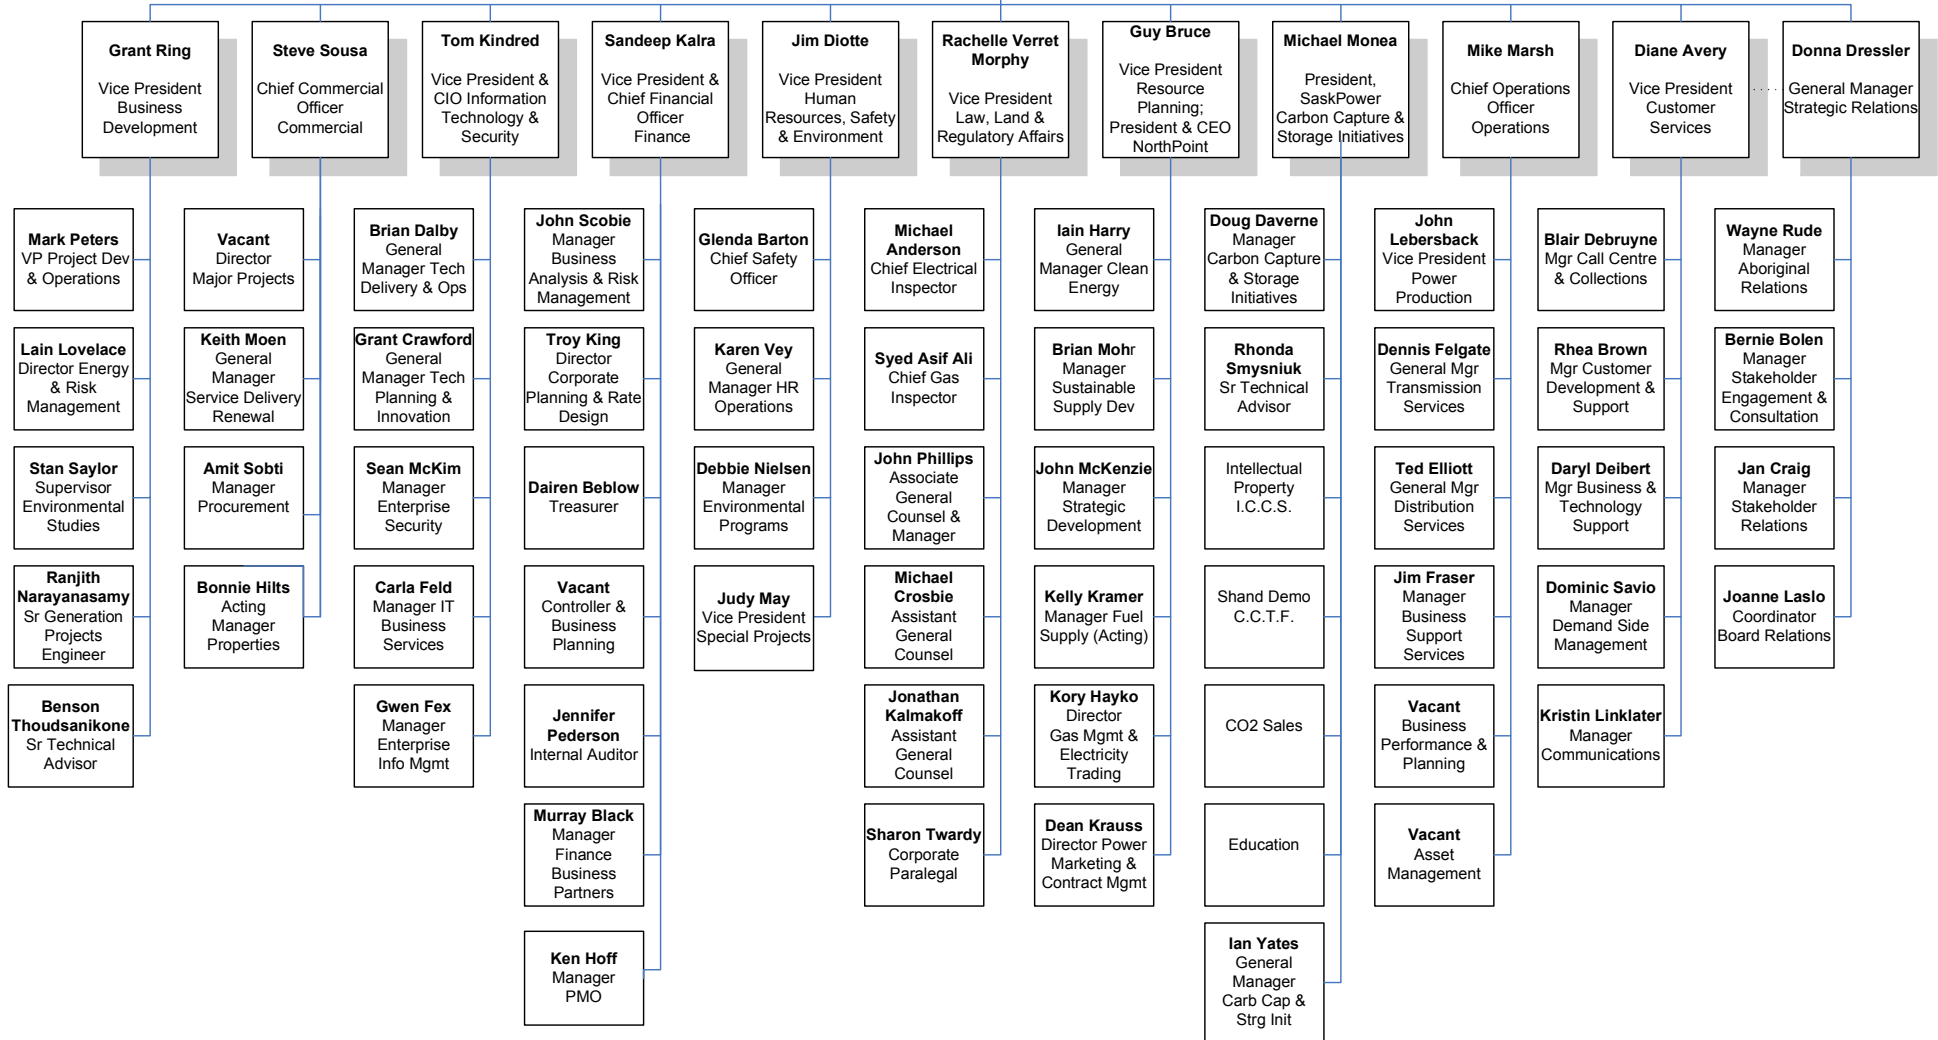 Grant Ring
Vice President
Business
Development
Steve Sousa
Chief Commercial
Officer
Commercial
Tom Kindred
Vice President &
CIO Information
Technology &
Security
Sandeep Kalra
Vice President &
Chief Financial
Officer
Finance
Jim Diotte
Vice President
Human
Resources, Safety
& Environment
Rachelle Verret
Morphy
Vice President
Law, Land &
Regulatory Affairs
Guy Bruce
Vice President
Resource
Planning;
President & CEO
NorthPoint
Michael Monea
President,
SaskPower
Carbon Capture &
Storage Initiatives
Mike Marsh
Chief Operations
Officer
Operations
Diane Avery
Vice President
Customer
Services
Donna Dressler
General Manager
Strategic Relations
Mark Peters
VP Project Dev
& Operations
Lain Lovelace
Director Energy
& Risk
Management
Stan Saylor
Supervisor
Environmental
Studies
Ranjith
Narayanasamy
Sr Generation
Projects
Engineer
Benson
Thoudsanikone
Sr Technical
Advisor
Vacant
Director
Major Projects
Keith Moen
General
Manager
Service Delivery
Renewal
Amit Sobti
Manager
Procurement
Bonnie Hilts
Acting
Manager
Properties
Brian Dalby
General
Manager Tech
Delivery & Ops
Grant Crawford
General
Manager Tech
Planning &
Innovation
Sean McKim
Manager
Enterprise
Security
Carla Feld
Manager IT
Business
Services
Gwen Fex
Manager
Enterprise
Info Mgmt
John Scobie
Manager
Business
Analysis & Risk
Management
Troy King
Director
Corporate
Planning & Rate
Design
Dairen Beblow
Treasurer
Vacant
Controller &
Business
Planning
Jennifer
Pederson
Internal Auditor
Murray Black
Manager
Finance
Business
Partners
Ken Hoff
Manager
PMO
Glenda Barton
Chief Safety
Officer
Karen Vey
General
Manager HR
Operations
Debbie Nielsen
Manager
Environmental
Programs
Judy May
Vice President
Special Projects
Michael
Anderson
Chief Electrical
Inspector
Syed Asif Ali
Chief Gas
Inspector
John Phillips
Associate
General
Counsel &
Manager
Michael
Crosbie
Assistant
General
Counsel
Jonathan
Kalmakoff
Assistant
General
Counsel
Sharon Twardy
Corporate
Paralegal
Iain Harry
General
Manager Clean
Energy
Brian Mohr
Manager
Sustainable
Supply Dev
John McKenzie
Manager
Strategic
Development
Kelly Kramer
Manager Fuel
Supply (Acting)
Kory Hayko
Director
Gas Mgmt &
Electricity
Trading
Dean Krauss
Director Power
Marketing &
Contract Mgmt
Doug Daverne
Manager
Carbon Capture
& Storage
Initiatives
Rhonda
Smysniuk
Sr Technical
Advisor
Intellectual
Property
I.C.C.S.
Shand Demo
C.C.T.F.
CO2 Sales
Education
Ian Yates
General
Manager
Carb Cap &
Strg Init
John
Lebersback
Vice President
Power
Production
Dennis Felgate
General Mgr
Transmission
Services
Ted Elliott
General Mgr
Distribution
Services
Jim Fraser
Manager
Business
Support
Services
Vacant
Business
Performance &
Planning
Vacant
Asset
Management
Blair Debruyne
Mgr Call Centre
& Collections
Rhea Brown
Mgr Customer
Development &
Support
Daryl Deibert
Mgr Business &
Technology
Support
Dominic Savio
Manager
Demand Side
Management
Kristin Linklater
Manager
Communications
Wayne Rude
Manager
Aboriginal
Relations
Bernie Bolen
Manager
Stakeholder
Engagement &
Consultation
Jan Craig
Manager
Stakeholder
Relations
Joanne Laslo
Coordinator
Board Relations